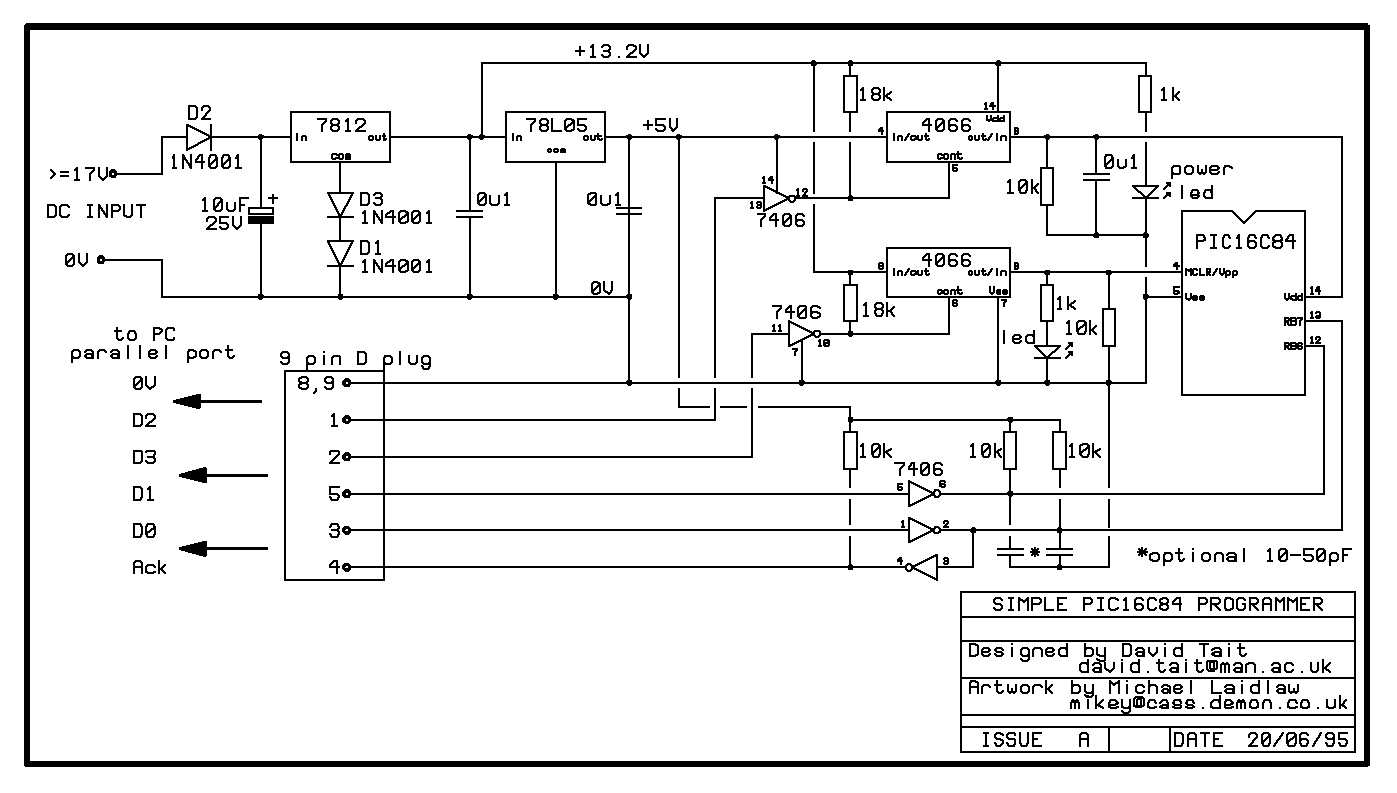 +13.2V
D2
1N4001
>=17V
DC INPUT
0V
10uF
25V
+
7812
in
out
com
D3
1N4001
D1
1N4001
0u1
78L05
in
out
com
+5V
0u1
0V
18k
4
4066
14
Vdd
in/out
out/in
cont
5
1k
0u1
10k
power
led
14
13
12
7406
8
4066
in/out
out/in
9
cont
Vss
6
7
18k
7406
11
10
7
1k
led
10k
PIC16C84
4
MCLR/Vpp
5
Vss
Vdd
14
RB7
13
RB6
12
to PC
parallel port
9 pin D plug
0V
8,9
D2
1
D3
2
D1
5
D0
3
Ack
4
10k
10k
10k
7406
5
6
1
2
4
3
*
*optional 10-50pF
SIMPLE PIC16C84 PROGRAMMER
Designed by David Tait
david.tait@man.ac.uk
Artwork by Michael Laidlaw
mikey@cass.demon.co.uk
ISSUE A
DATE 20/06/95